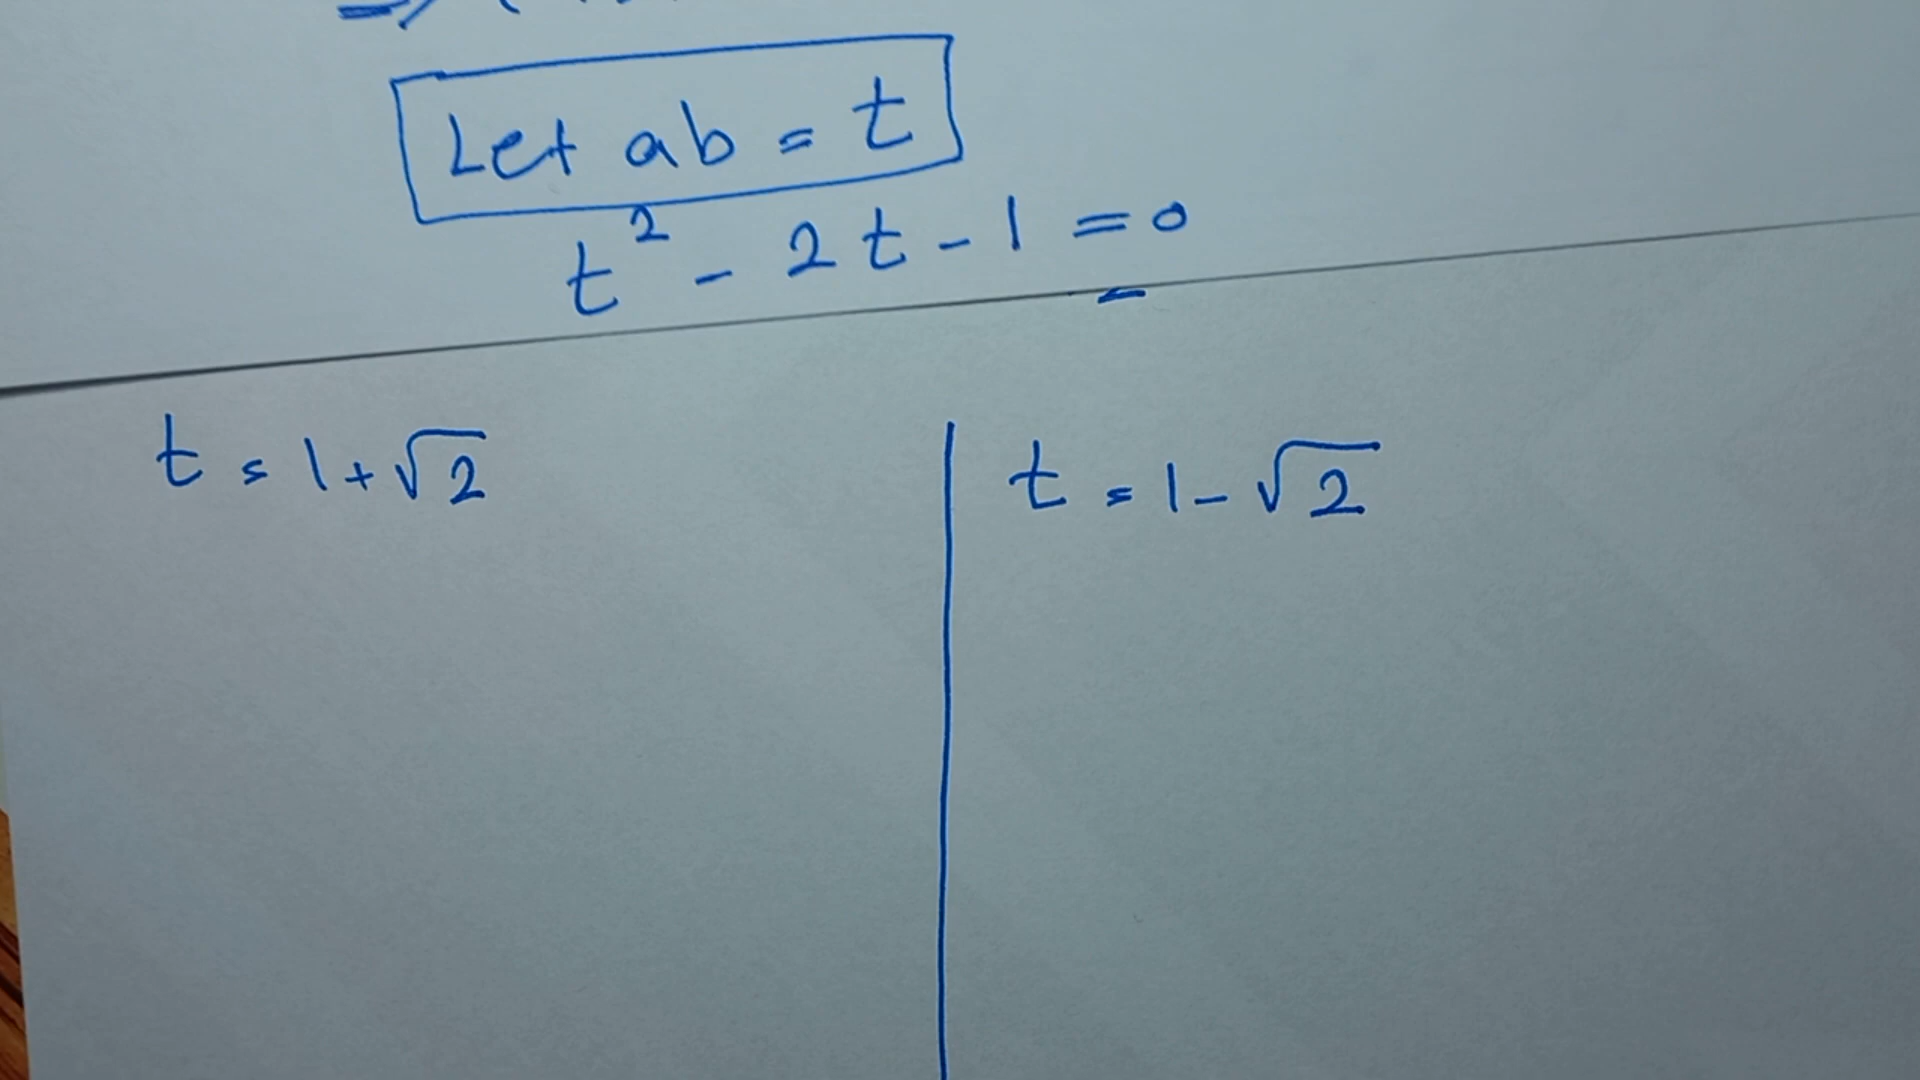 Let ab = t
t² - 2t - 1 = 0
t = 1 + √2
t = 1 - √2